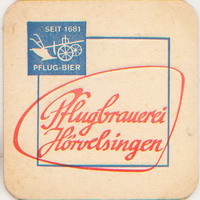 SEIT 1681
PFLUG-BIER
Pflugbrauerei
Hörvelsingen